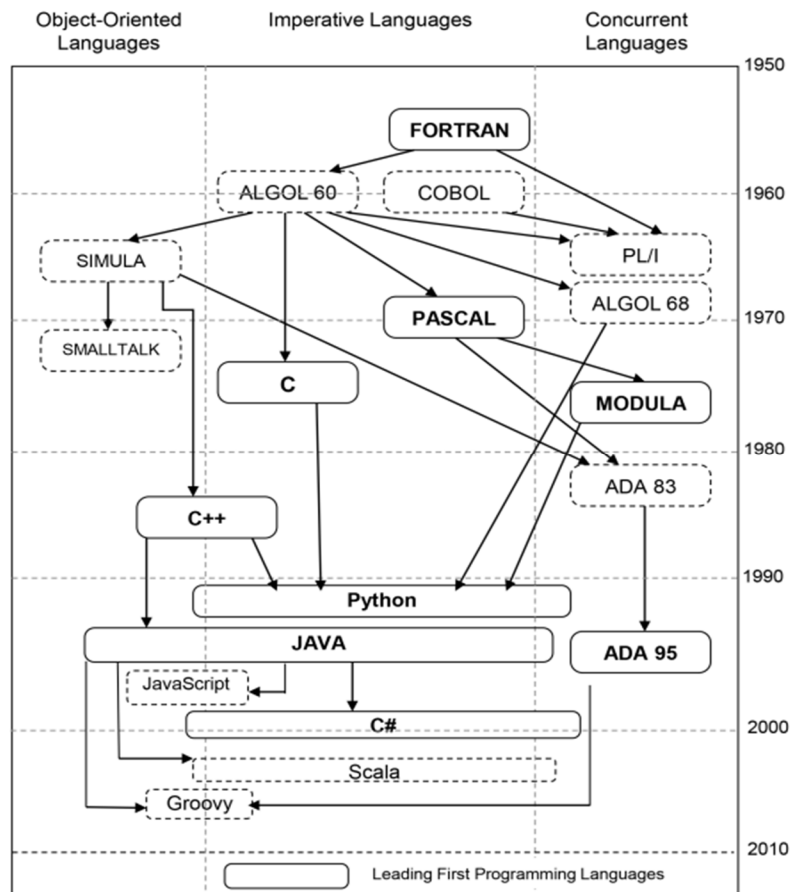 Object-Oriented
Languages
Imperative Languages
Concurrent
Languages
1950
FORTRAN
ALGOL 60
COBOL
1960
SIMULA
PL/I
ALGOL 68
PASCAL
1970
SMALLTALK
C
MODULA
1980
ADA 83
C++
1990
Python
JAVA
ADA 95
JavaScript
C#
2000
Scala
Groovy
2010
Leading First Programming Languages